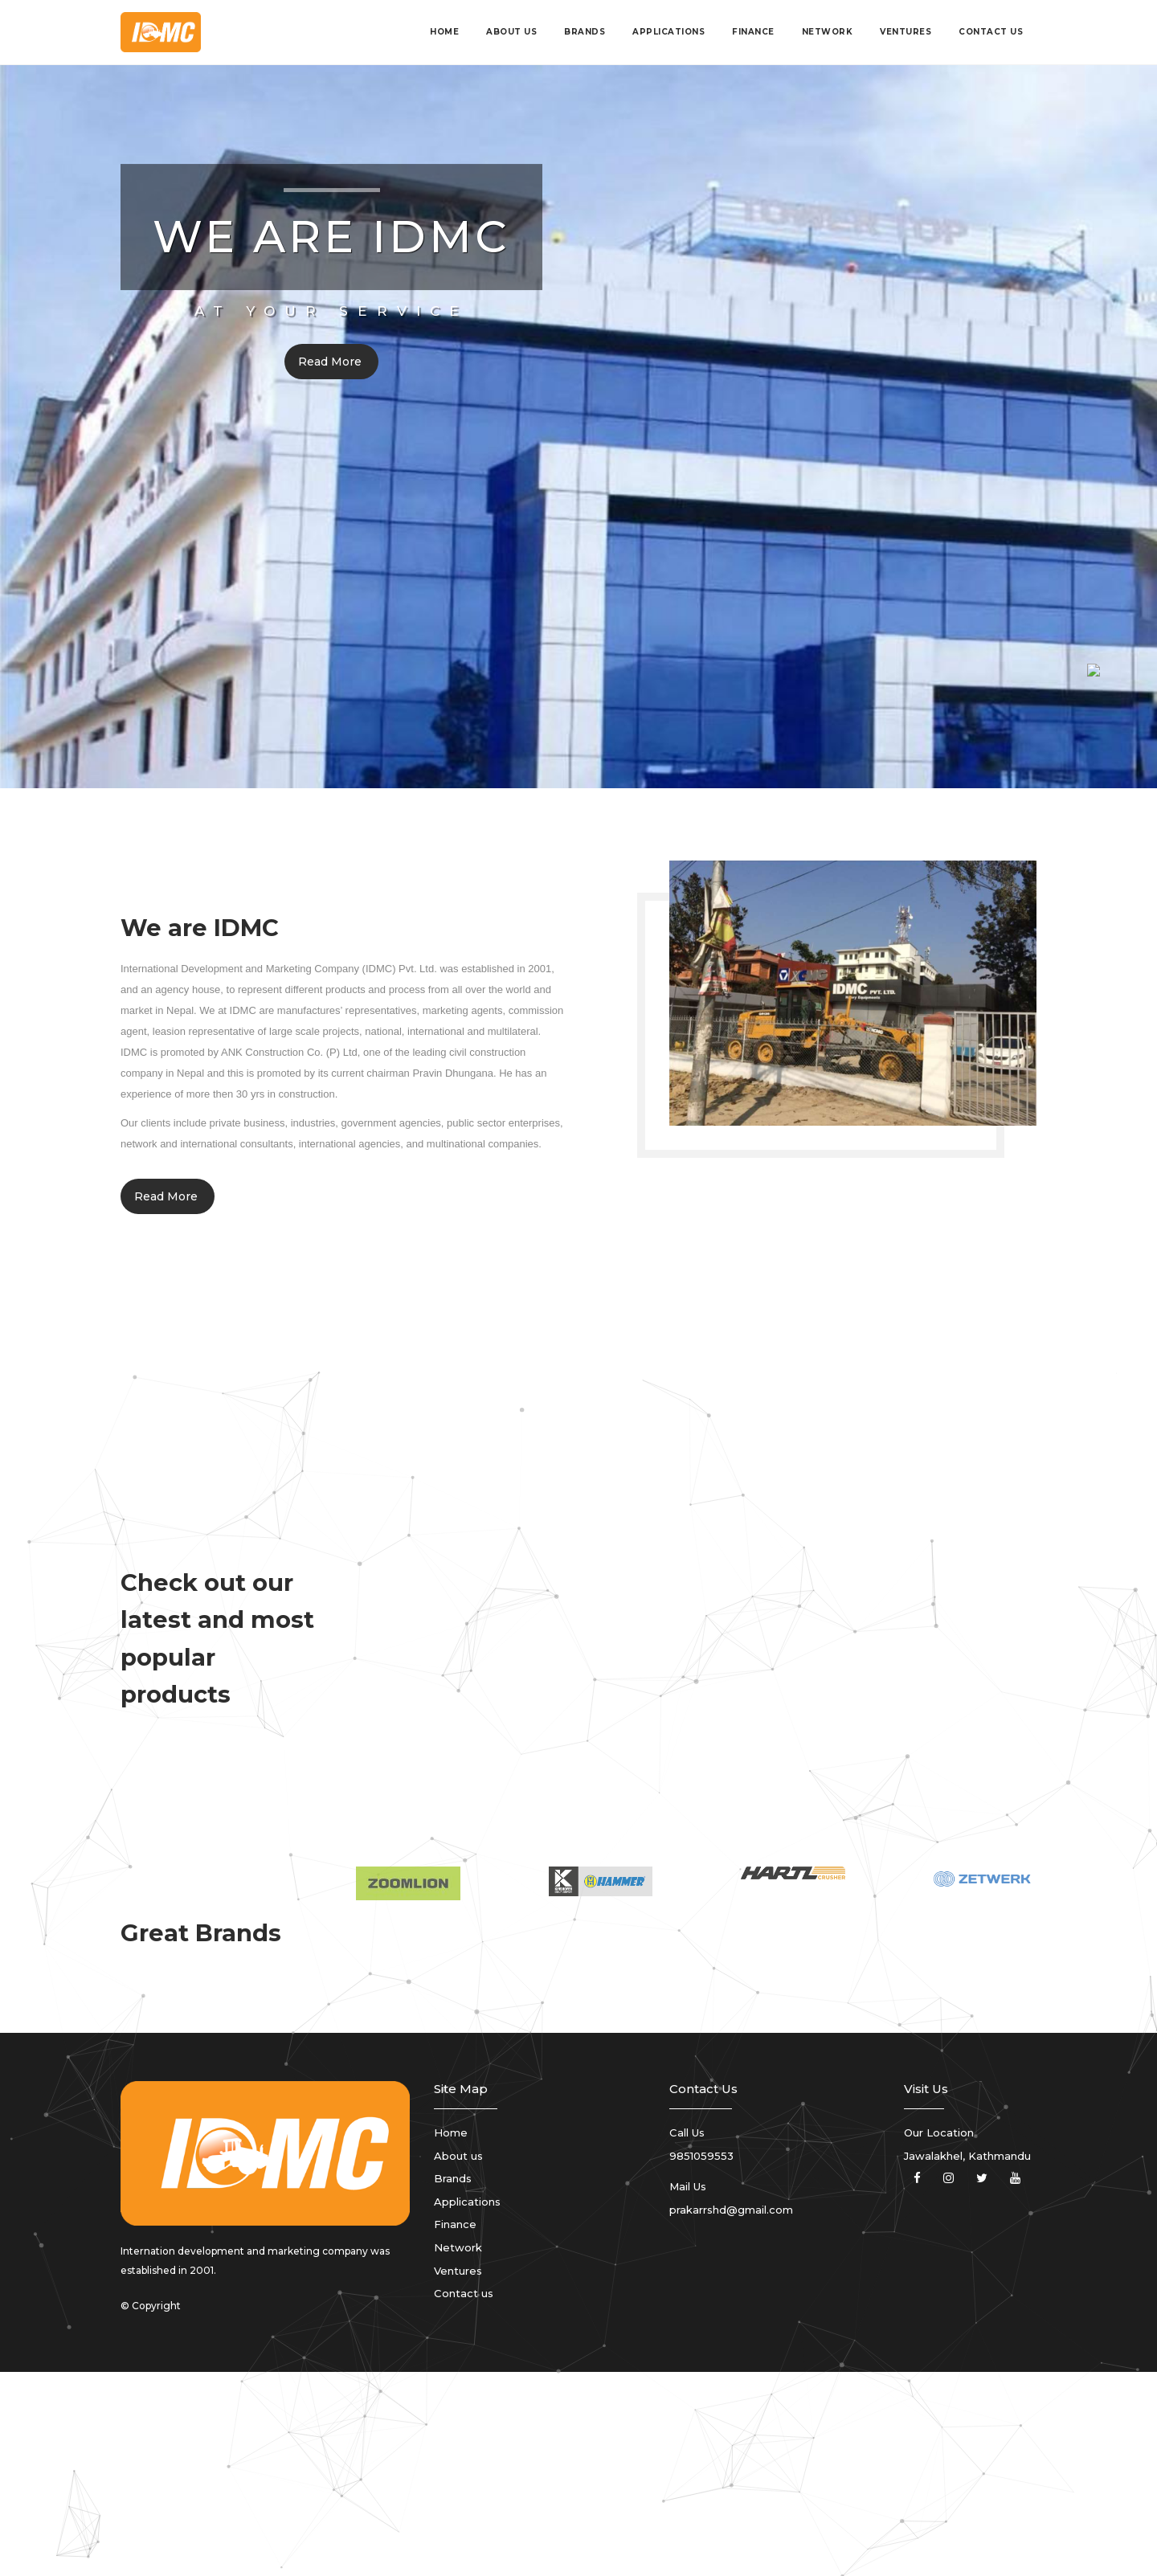 IDMC
HOME
ABOUT US
BRANDS
APPLICATIONS
FINANCE
NETWORK
VENTURES
CONTACT US
WE ARE IDMC
AT YOUR SERVICE
Read More
We are IDMC
International Development and Marketing Company (IDMC) Pvt. Ltd. was established in 2001,
and an agency house, to represent different products and process from all over the world and
market in Nepal. We at IDMC are manufactures’ representatives, marketing agents, commission
agent, leasion representative of large scale projects, national, international and multilateral.
IDMC is promoted by ANK Construction Co. (P) Ltd, one of the leading civil construction
company in Nepal and this is promoted by its current chairman Pravin Dhungana. He has an
experience of more then 30 yrs in construction.
Our clients include private business, industries, government agencies, public sector enterprises,
network and international consultants, international agencies, and multinational companies.
Read More
XCMG
IDMC PVT. LTD.
Check out our
latest and most
popular
products
ZOOMLION
HAMMER
HARTL
CRUSHER
ZETWERK
Great Brands
IDMC
Internation development and marketing company was
established in 2001.
© Copyright
Site Map
Home
About us
Brands
Applications
Finance
Network
Ventures
Contact us
Contact Us
Call Us
9851059553
Mail Us
prakarrshd@gmail.com
Visit Us
Our Location
Jawalakhel, Kathmandu